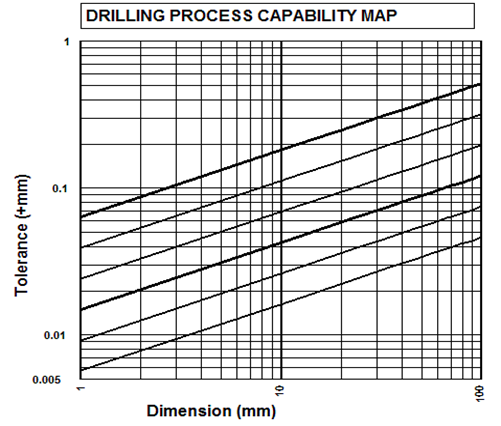 DRILLING PROCESS CAPABILITY MAP
1
0.1
0.01
0.005
Tolerance (+mm)
1
10
100
Dimension (mm)